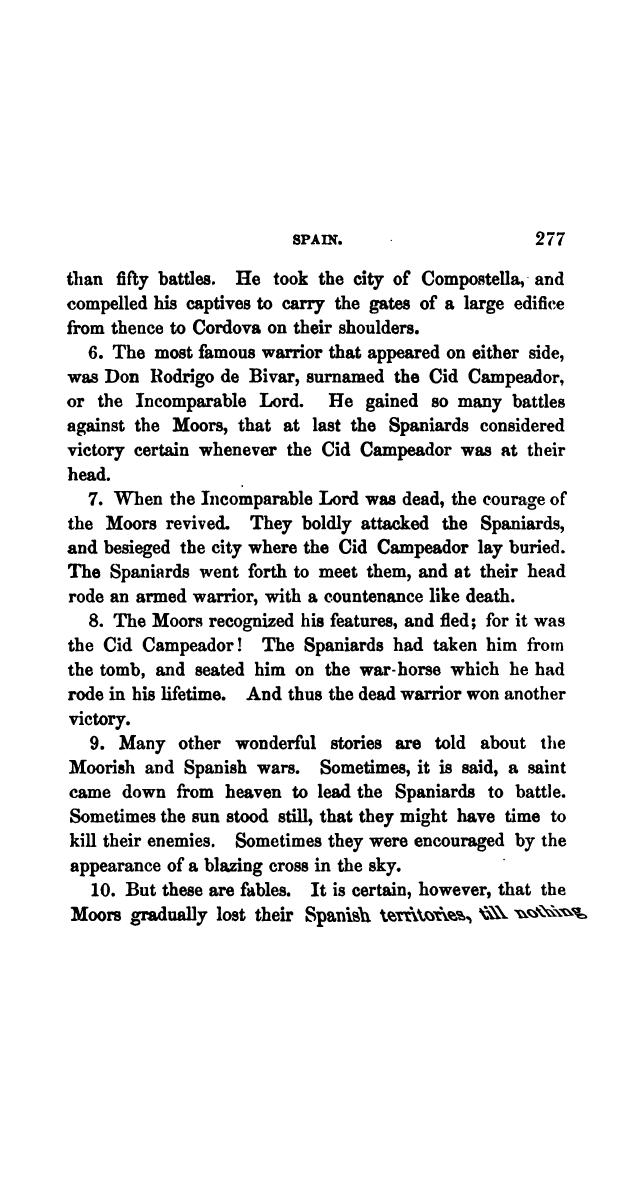 SPAIN. 277
than fifty battles. He took the city of Compostella, and
compelled his captives to carry the gates of a large edifice
from thence to Cordova on their shoulders.
6. The most famous warrior that appeared on either side,
was Don Rodrigo de Bivar, surnamed the Cid Campeador,
or the Incomparable Lord. He gained so many battles
against the Moors, that at last the Spaniards considered
victory certain whenever the Cid Campeador was at their
head.
7. When the Incomparable Lord was dead, the courage of
the Moors revived. They boldly attacked the Spaniards,
and besieged the city where the Cid Campeador lay buried.
The Spaniards went forth to meet them, and at their head
rode an armed warrior, with a countenance like death.
8. The Moors recognized his features, and fled; for it was
the Cid Campeador! The Spaniards had taken him from
the tomb, and seated him on the war-horse which he had
rode in his lifetime. And thus the dead warrior won another
victory.
9. Many other wonderful stories are told about the
Moorish and Spanish wars. Sometimes, it is said, a saint
came down from heaven to lead the Spaniards to battle.
Sometimes the sun stood still, that they might have time to
kill their enemies. Sometimes they were encouraged by the
appearance of a blazing cross in the sky.
10. But these are fables. It is certain, however, that the
Moors gradually lost their Spanish territories, till nothing